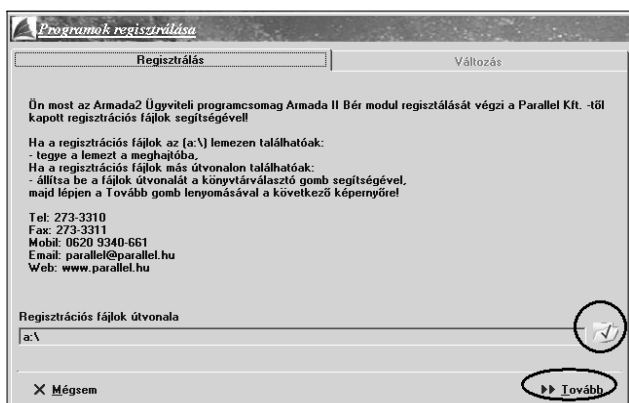 Programok regisztrálása
Regisztrálás
Változás
Ön most az Armada2 Ügyviteli programcsomag Armada II Bér modul regisztálását végzi a Parallel Kft. -től
kapott regisztrációs fájlok segítségével!
Ha a regisztrációs fájlok az (a:\) lemezen találhatóak:
- tegye a lemezt a meghajtóba,
Ha a regisztrációs fájlok más útvonalon találhatóak:
- állítsa be a fájlok útvonalát a könyvtárválasztó gomb segítségével,
majd lépjen a Tovább gomb lenyomásával a következő képernyőre!
Tel: 273-3310
Fax: 273-3311
Mobil: 0620 9340-661
Email: parallel@parallel.hu
Web: www.parallel.hu
Regisztrációs fájlok útvonala
a:\
Mégsem
Tovább